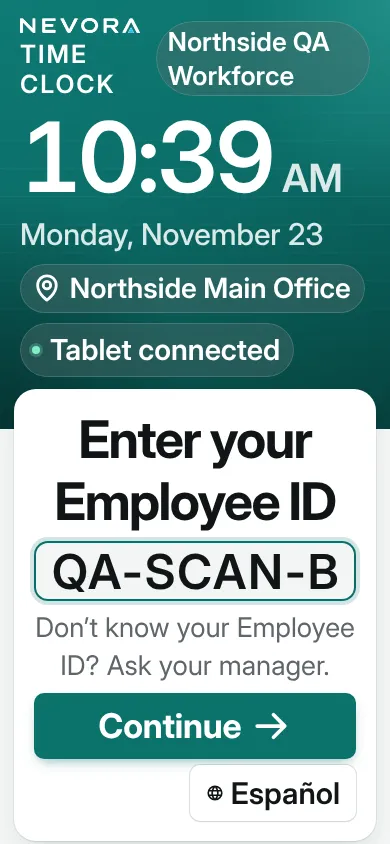 NEVORA
TIME
CLOCK
Northside QA
Workforce
10:39 AM
Monday, November 23
Northside Main Office
Tablet connected
Enter your
Employee ID
QA-SCAN-B
Don’t know your Employee
ID? Ask your manager.
Continue →
Español